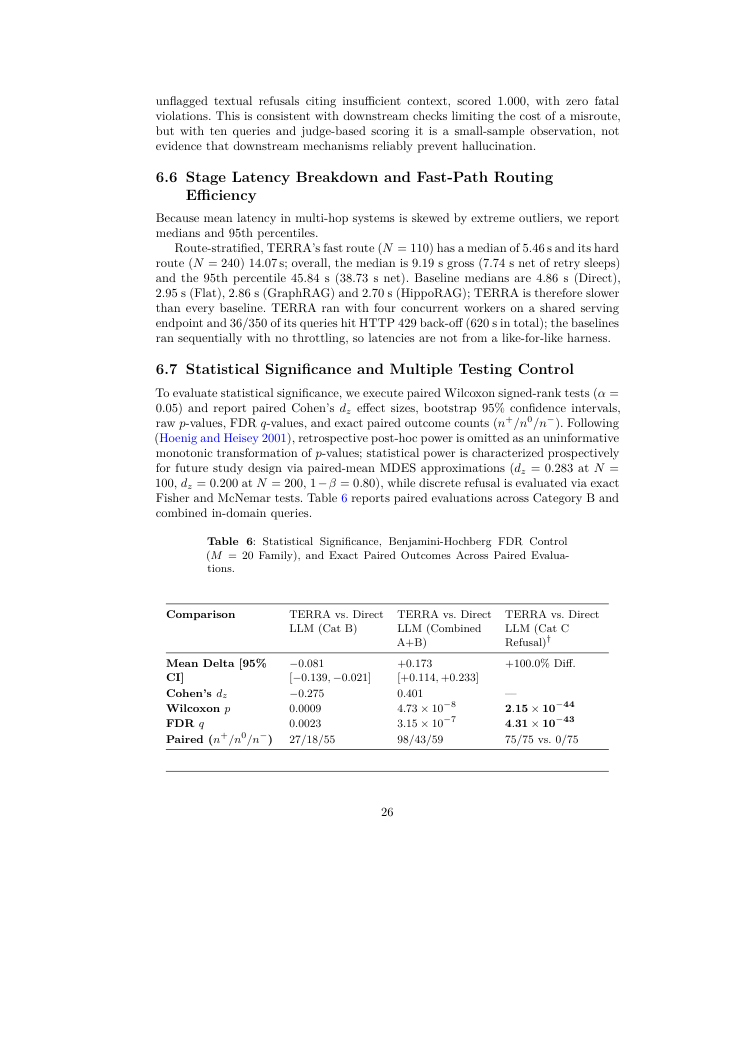 unflagged textual refusals citing insufficient context, scored 1.000, with zero fatal
violations. This is consistent with downstream checks limiting the cost of a misroute,
but with ten queries and judge-based scoring it is a small-sample observation, not
evidence that downstream mechanisms reliably prevent hallucination.
6.6 Stage Latency Breakdown and Fast-Path Routing
Efficiency
Because mean latency in multi-hop systems is skewed by extreme outliers, we report
medians and 95th percentiles.
Route-stratified, TERRA's fast route (N = 110) has a median of 5.46 s and its hard
route (N = 240) 14.07 s; overall, the median is 9.19 s gross (7.74 s net of retry sleeps)
and the 95th percentile 45.84 s (38.73 s net). Baseline medians are 4.86 s (Direct),
2.95 s (Flat), 2.86 s (GraphRAG) and 2.70 s (HippoRAG); TERRA is therefore slower
than every baseline. TERRA ran with four concurrent workers on a shared serving
endpoint and 36/350 of its queries hit HTTP 429 back-off (620 s in total); the baselines
ran sequentially with no throttling, so latencies are not from a like-for-like harness.
6.7 Statistical Significance and Multiple Testing Control
To evaluate statistical significance, we execute paired Wilcoxon signed-rank tests (α =
0.05) and report paired Cohen's d_z effect sizes, bootstrap 95% confidence intervals,
raw p-values, FDR q-values, and exact paired outcome counts (n⁺/n⁰/n⁻). Following
(Hoenig and Heisey 2001), retrospective post-hoc power is omitted as an uninformative
monotonic transformation of p-values; statistical power is characterized prospectively
for future study design via paired-mean MDES approximations (d_z = 0.283 at N =
100, d_z = 0.200 at N = 200, 1−β = 0.80), while discrete refusal is evaluated via exact
Fisher and McNemar tests. Table 6 reports paired evaluations across Category B and
combined in-domain queries.
Table 6: Statistical Significance, Benjamini-Hochberg FDR Control
(M = 20 Family), and Exact Paired Outcomes Across Paired Evalua-
tions.
Comparison TERRA vs. Direct TERRA vs. Direct TERRA vs. Direct
LLM (Cat B) LLM (Combined LLM (Cat C
A+B) Refusal)†
Mean Delta [95% −0.081 +0.173 +100.0% Diff.
CI] [−0.139, −0.021] [+0.114, +0.233]
Cohen's d_z −0.275 0.401 —
Wilcoxon p 0.0009 4.73 × 10⁻⁸ 2.15 × 10⁻⁴⁴
FDR q 0.0023 3.15 × 10⁻⁷ 4.31 × 10⁻⁴³
Paired (n⁺/n⁰/n⁻) 27/18/55 98/43/59 75/75 vs. 0/75
26